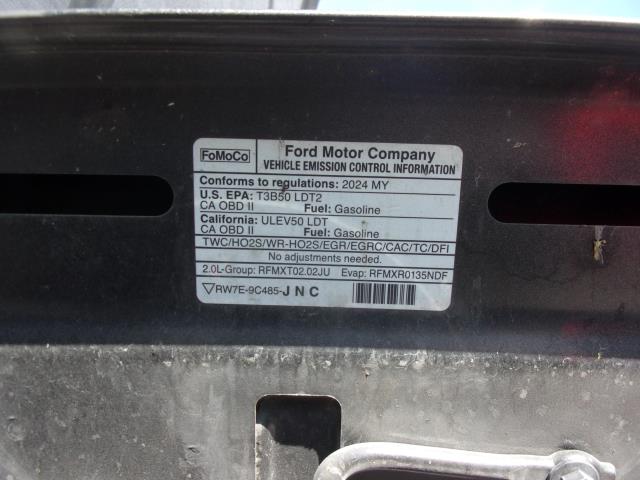 FoMoCo
Ford Motor Company
VEHICLE EMISSION CONTROL INFORMATION
Conforms to regulations: 2024 MY
U.S. EPA: T3B50 LDT2
CA OBD II Fuel: Gasoline
California: ULEV50 LDT
CA OBD II Fuel: Gasoline
TWC/HO2S/WR-HO2S/EGR/EGRC/CAC/TC/DFI
No adjustments needed.
2.0L-Group: RFMXT02.02JU Evap: RFMXR0135NDF
RW7E-9C485-J N C